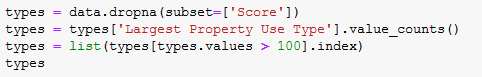 types = data.dropna(subset=['Score'])
types = types['Largest Property Use Type'].value_counts()
types = list(types[types.values > 100].index)
types